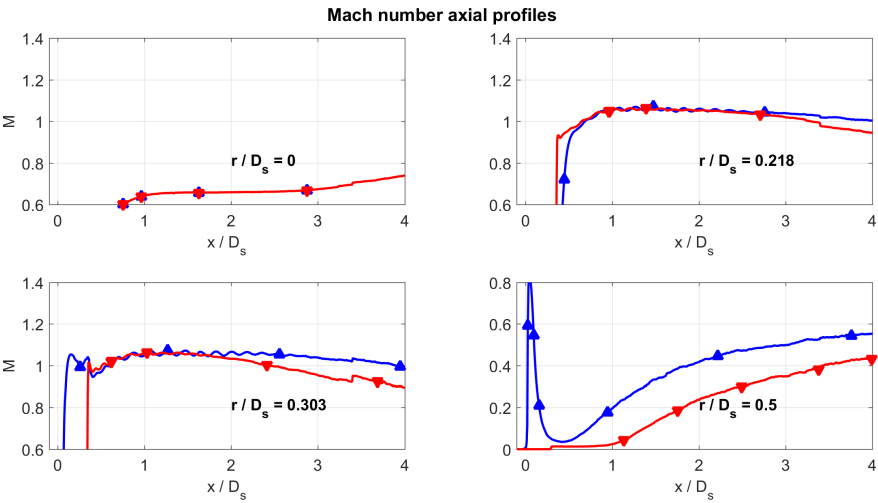 Mach number axial profiles
1.4
1.2
1
0.8
0.6
M
r / Ds = 0
0 1 2 3 4
x / Ds
1.4
1.2
1
0.8
0.6
r / Ds = 0.218
0 1 2 3 4
x / Ds
1.4
1.2
1
0.8
0.6
M
r / Ds = 0.303
0 1 2 3 4
x / Ds
0.8
0.6
0.4
0.2
0
r / Ds = 0.5
0 1 2 3 4
x / Ds